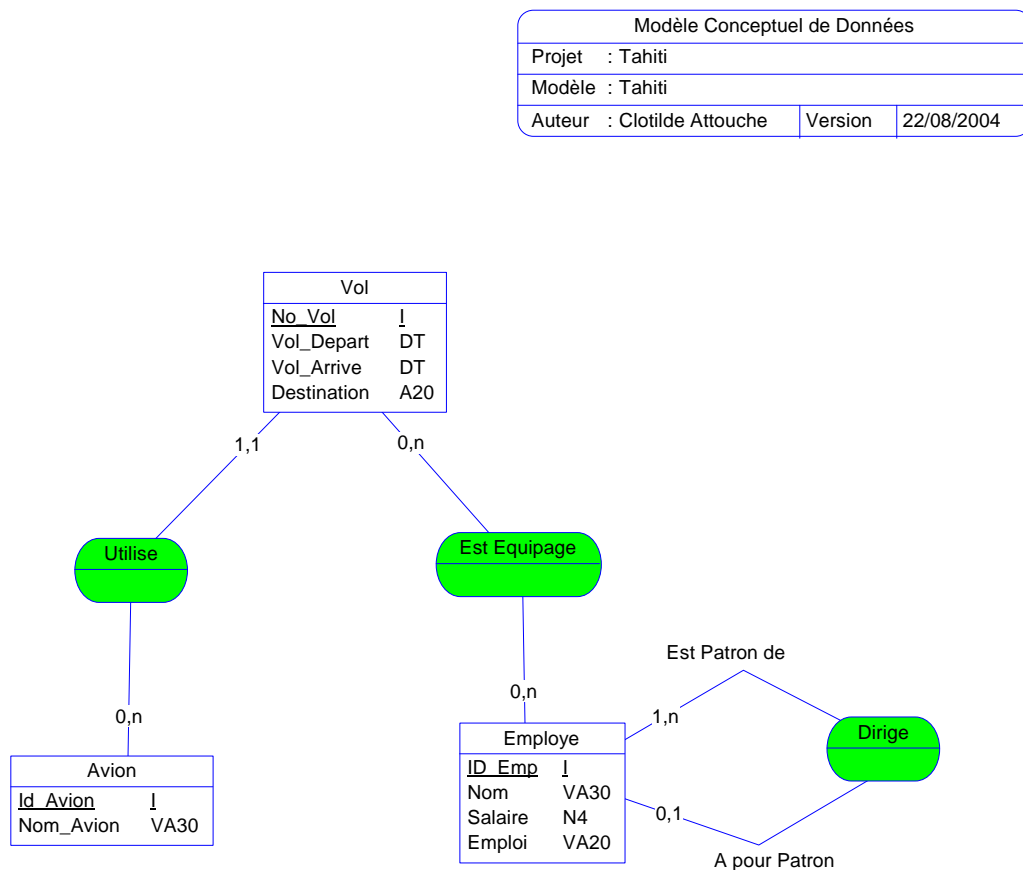 Modèle Conceptuel de Données
Projet : Tahiti
Modèle : Tahiti
Auteur : Clotilde Attouche Version 22/08/2004
Vol
No_Vol I
Vol_Depart DT
Vol_Arrive DT
Destination A20
1,1 0,n
Utilise
Est Equipage
Est Patron de
0,n
0,n
1,n
Dirige
Employe
ID_Emp I
Nom VA30
Salaire N4
Emploi VA20
Avion
Id_Avion I
Nom_Avion VA30
0,1
A pour Patron